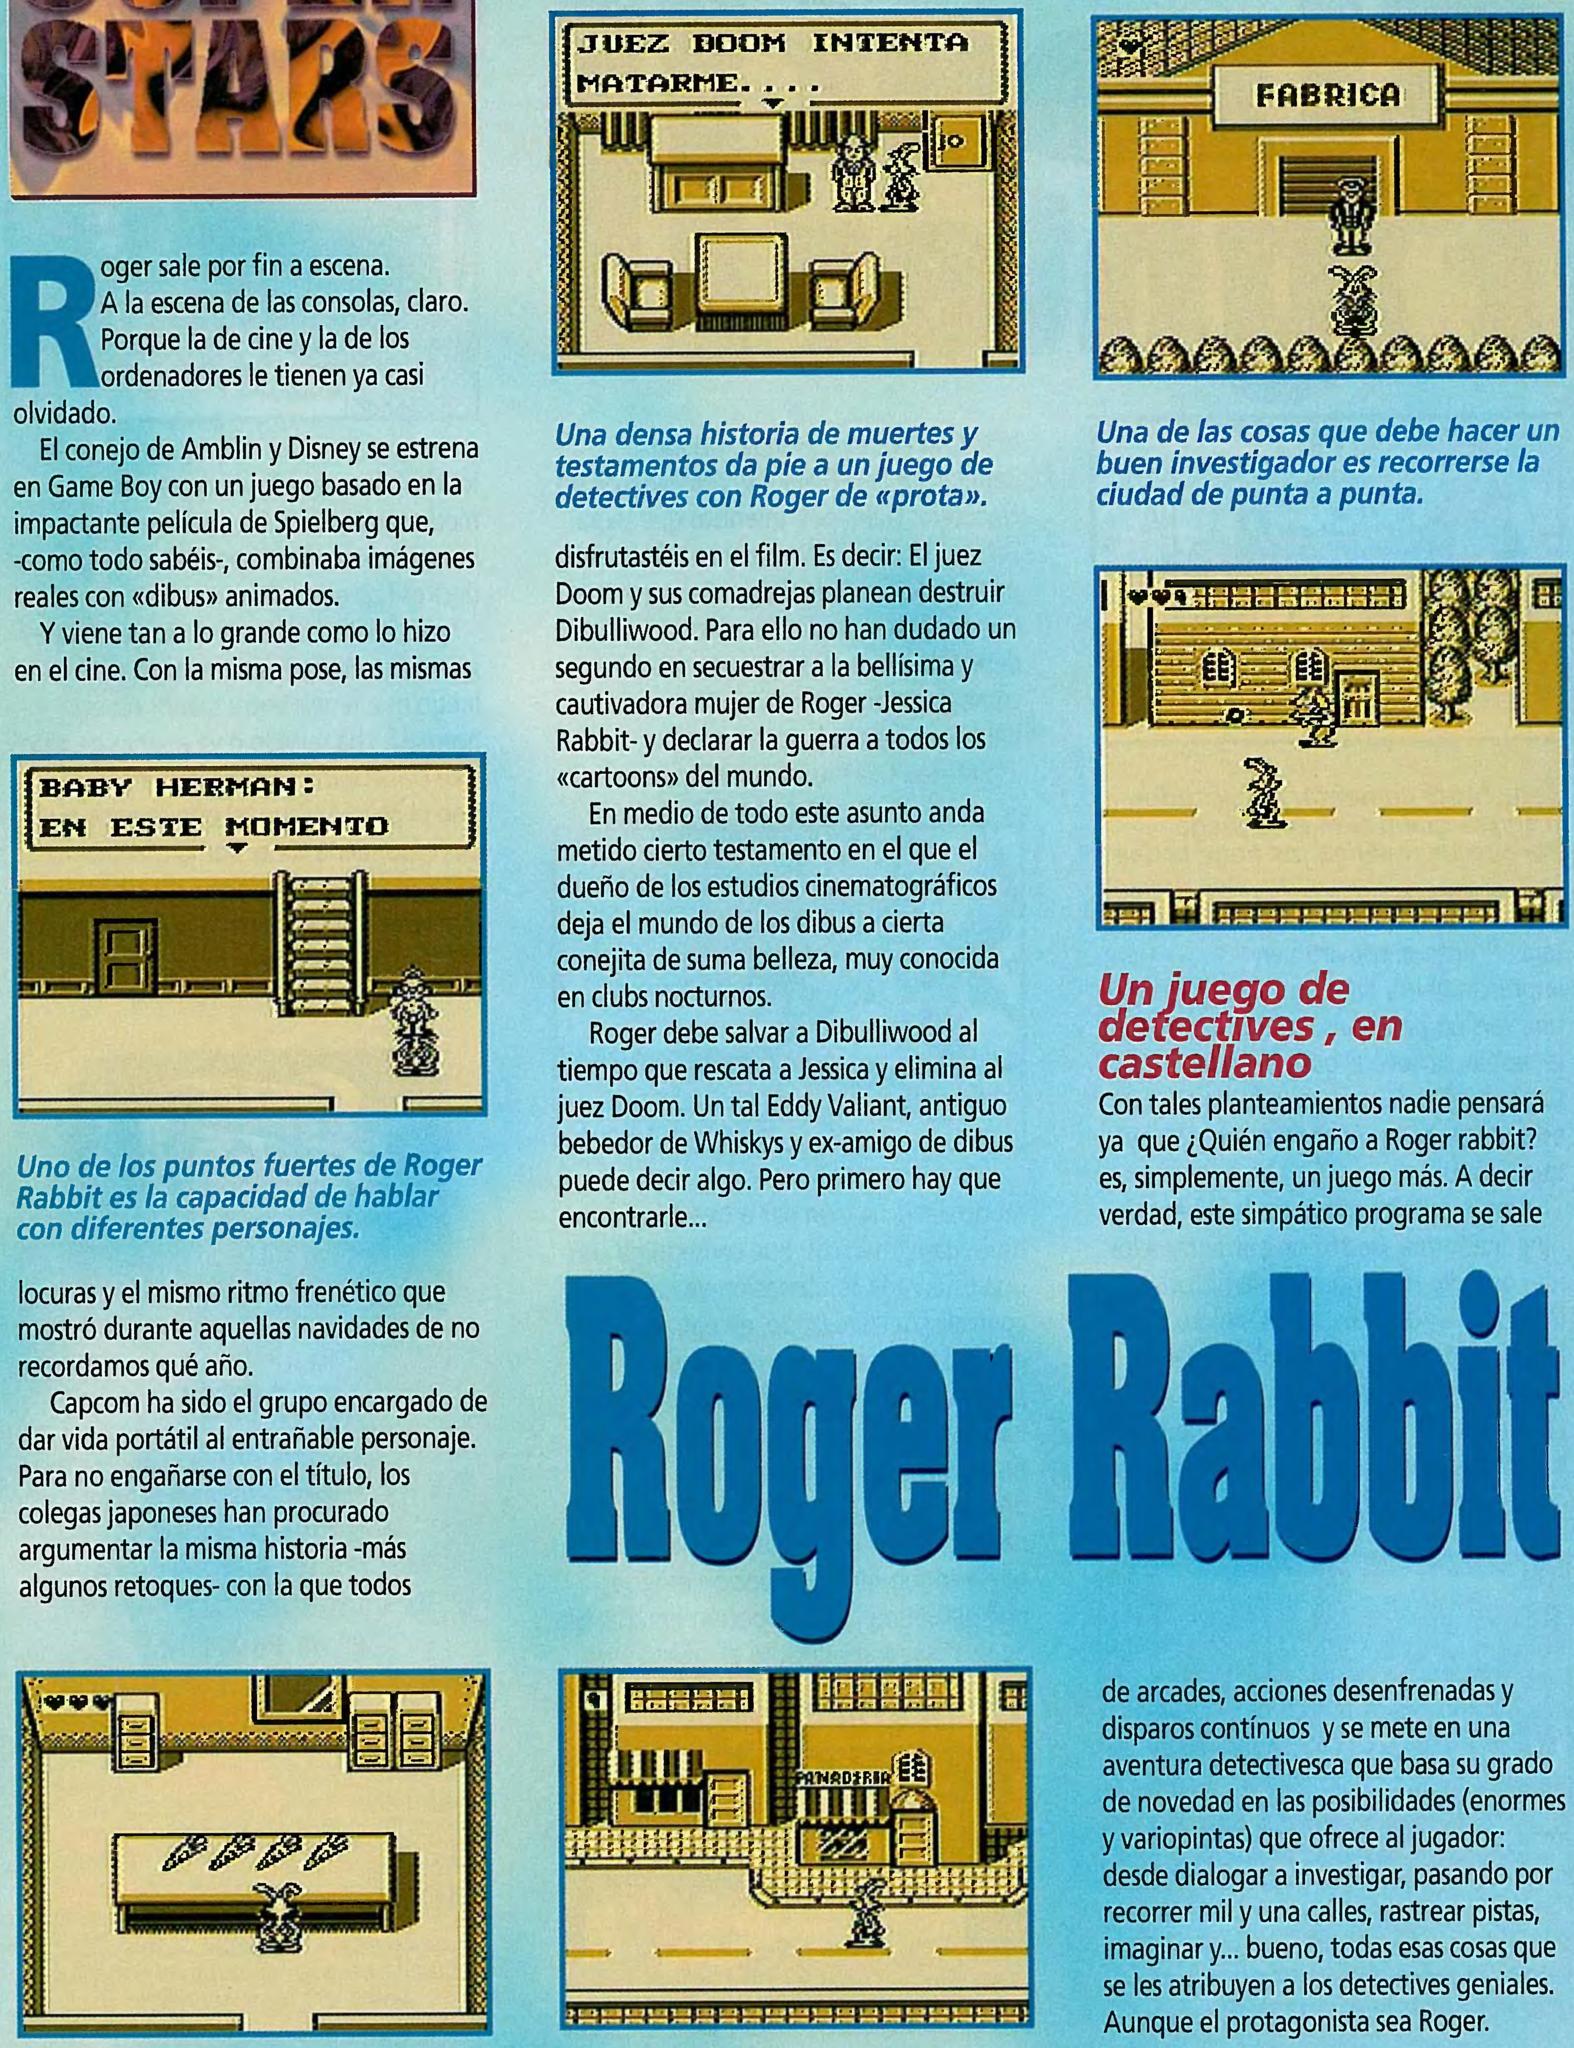 SUPER
STARS
Roger sale por fin a escena.
A la escena de las consolas, claro.
Porque la de cine y la de los
ordenadores le tienen ya casi
olvidado.
El conejo de Amblin y Disney se estrena
en Game Boy con un juego basado en la
impactante película de Spielberg que,
-como todo sabéis-, combinaba imágenes
reales con «dibus» animados.
Y viene tan a lo grande como lo hizo
en el cine. Con la misma pose, las mismas
BABY HERMAN:
EN ESTE MOMENTO
Uno de los puntos fuertes de Roger
Rabbit es la capacidad de hablar
con diferentes personajes.
locuras y el mismo ritmo frenético que
mostró durante aquellas navidades de no
recordamos qué año.
Capcom ha sido el grupo encargado de
dar vida portátil al entrañable personaje.
Para no engañarse con el título, los
colegas japoneses han procurado
argumentar la misma historia -más
algunos retoques- con la que todos
JUEZ DOOM INTENTA
MATARME....
Una densa historia de muertes y
testamentos da pie a un juego de
detectives con Roger de «prota».
disfrutastéis en el film. Es decir: El juez
Doom y sus comadrejas planean destruir
Dibulliwood. Para ello no han dudado un
segundo en secuestrar a la bellísima y
cautivadora mujer de Roger -Jessica
Rabbit- y declarar la guerra a todos los
«cartoons» del mundo.
En medio de todo este asunto anda
metido cierto testamento en el que el
dueño de los estudios cinematográficos
deja el mundo de los dibus a cierta
conejita de suma belleza, muy conocida
en clubs nocturnos.
Roger debe salvar a Dibulliwood al
tiempo que rescata a Jessica y elimina al
juez Doom. Un tal Eddy Valiant, antiguo
bebedor de Whiskys y ex-amigo de dibus
puede decir algo. Pero primero hay que
encontrarle...
FABRICA
Una de las cosas que debe hacer un
buen investigador es recorrerse la
ciudad de punta a punta.
Un juego de
detectives , en
castellano
Con tales planteamientos nadie pensará
ya que ¿Quién engaño a Roger rabbit?
es, simplemente, un juego más. A decir
verdad, este simpático programa se sale
Roger Rabbit
PANADERIA
de arcades, acciones desenfrenadas y
disparos contínuos y se mete en una
aventura detectivesca que basa su grado
de novedad en las posibilidades (enormes
y variopintas) que ofrece al jugador:
desde dialogar a investigar, pasando por
recorrer mil y una calles, rastrear pistas,
imaginar y... bueno, todas esas cosas que
se les atribuyen a los detectives geniales.
Aunque el protagonista sea Roger.